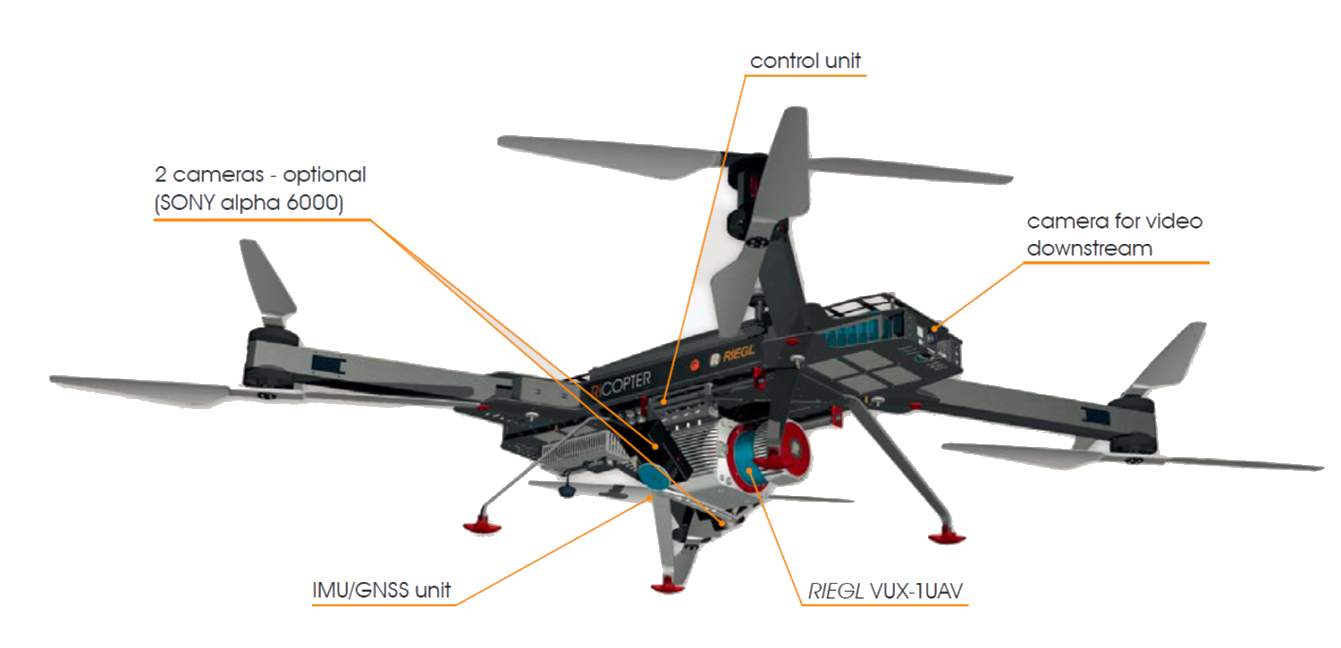 control unit
2 cameras - optional
(SONY alpha 6000)
camera for video
downstream
RIEGL
RiCOPTER
IMU/GNSS unit
RIEGL VUX-1UAV